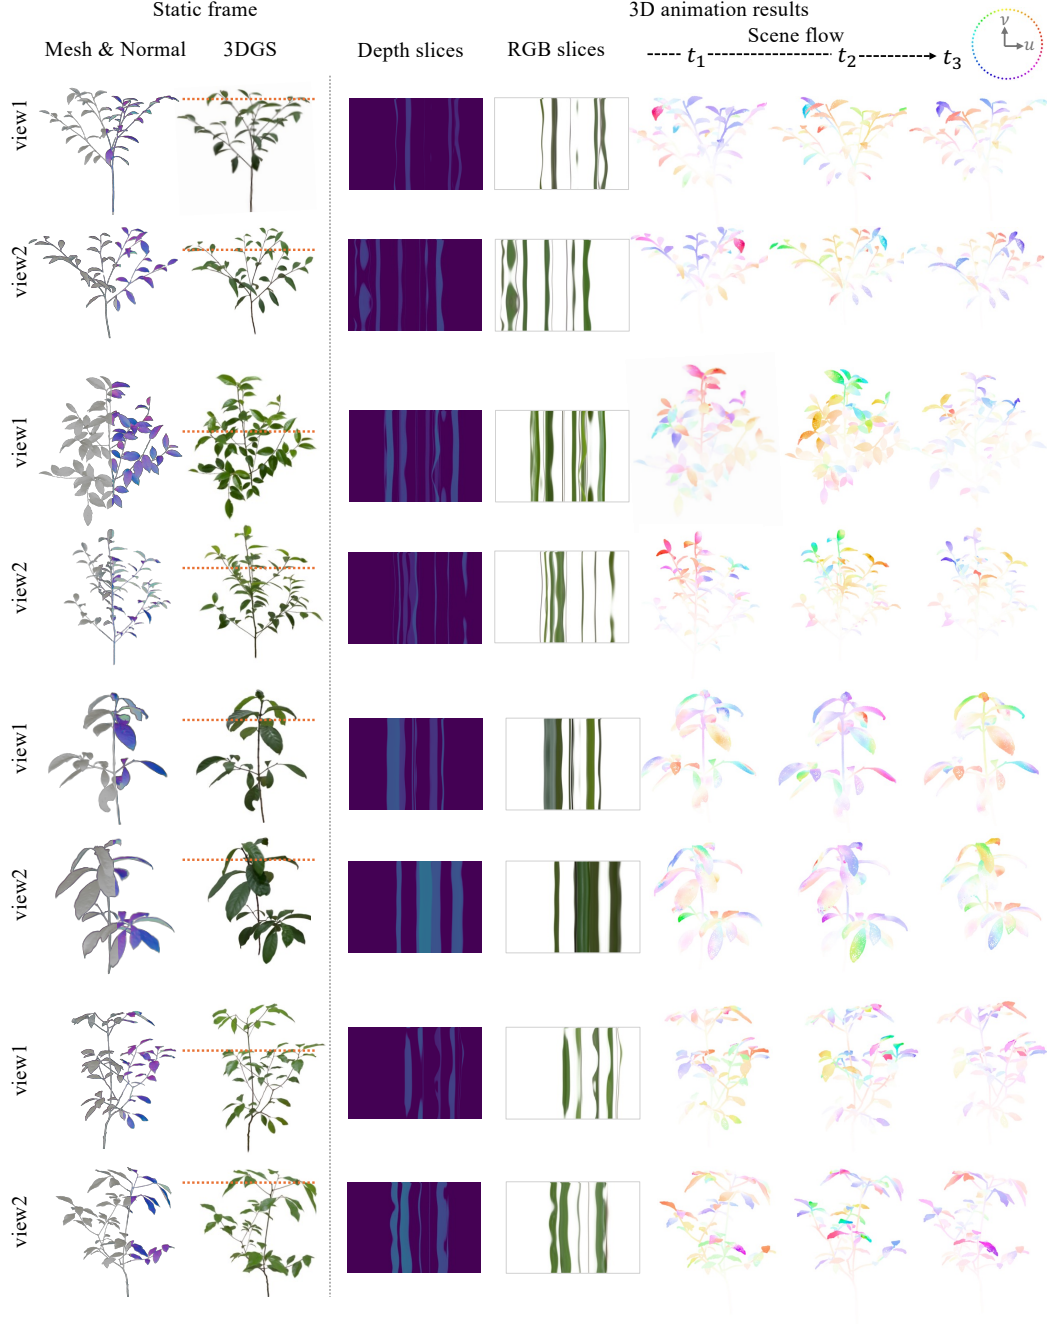 Static frame
3D animation results
Mesh & Normal
3DGS
Depth slices
RGB slices
Scene flow
t1
t2
t3
v
u
view1
view2
view1
view2
view1
view2
view1
view2